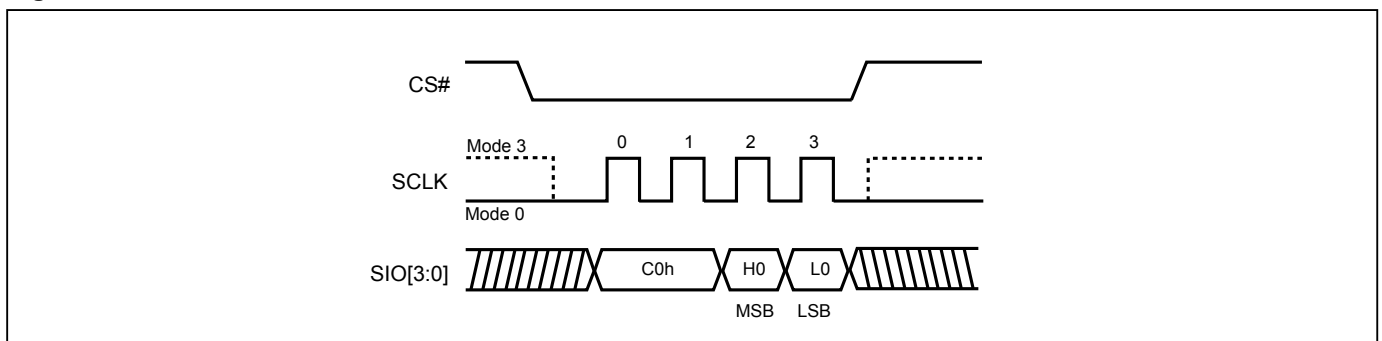 CS#
Mode 3
0 1 2 3
SCLK
Mode 0
SIO[3:0]
C0h H0 L0
MSB LSB